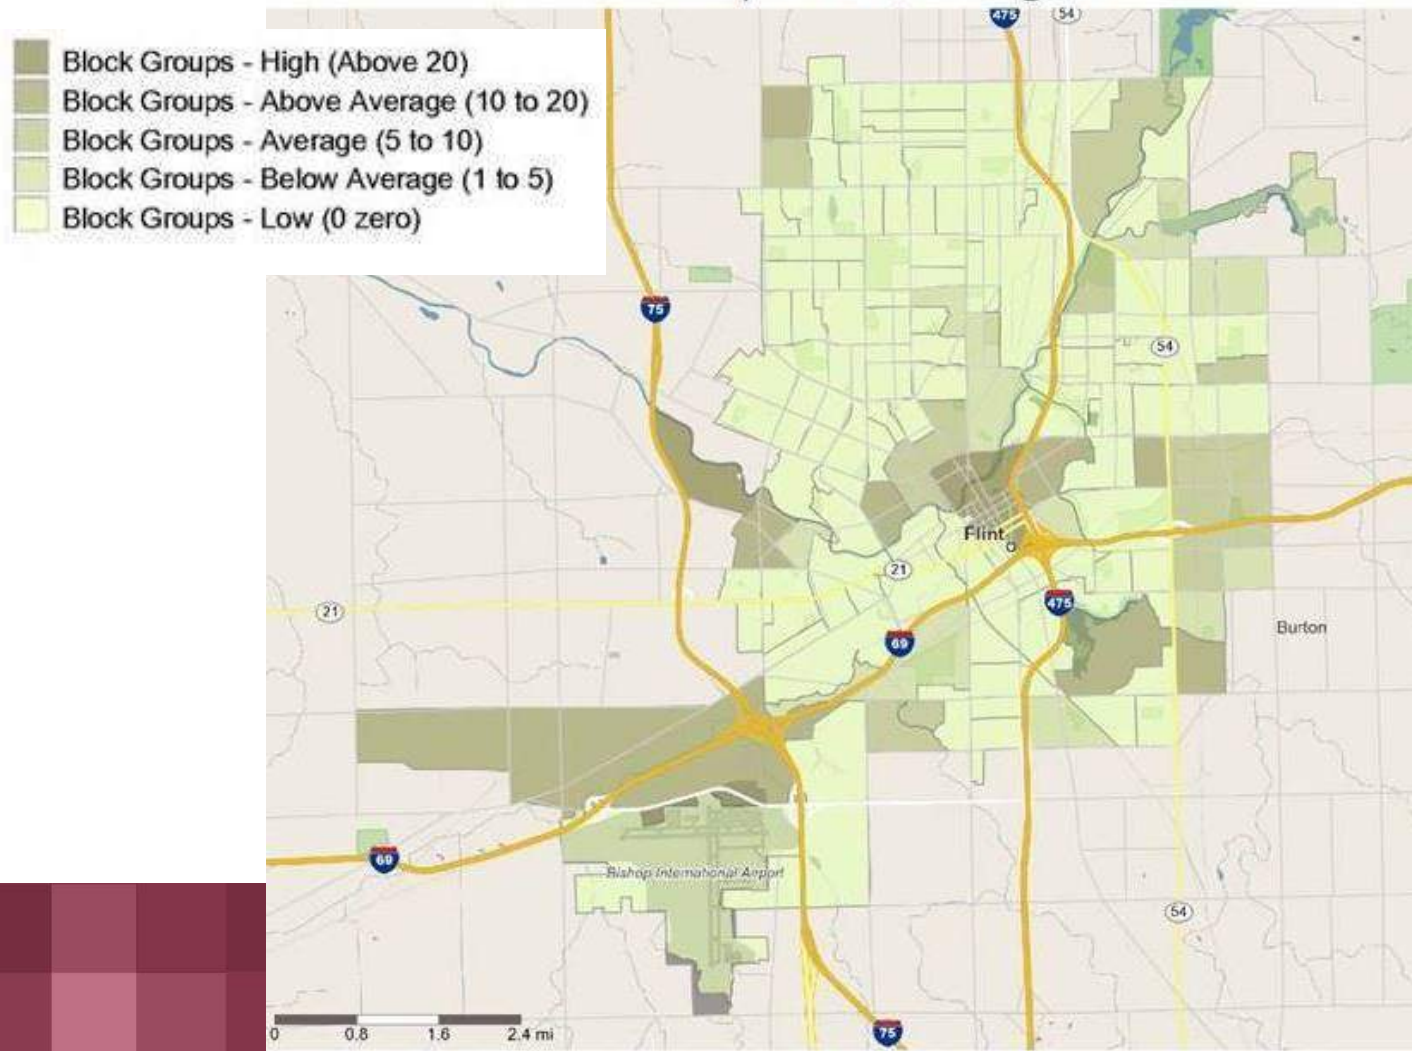 Block Groups - High (Above 20)
Block Groups - Above Average (10 to 20)
Block Groups - Average (5 to 10)
Block Groups - Below Average (1 to 5)
Block Groups - Low (0 zero)
475
54
75
54
Flint
21
21
475
69
Burton
69
Bishop International Airport
54
0 0.8 1.6 2.4 mi
75